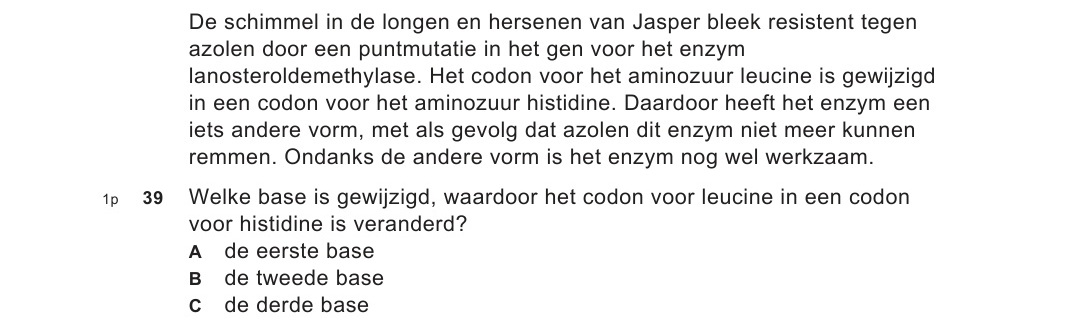 De schimmel in de longen en hersenen van Jasper bleek resistent tegen
azolen door een puntmutatie in het gen voor het enzym
lanosteroldemethylase. Het codon voor het aminozuur leucine is gewijzigd
in een codon voor het aminozuur histidine. Daardoor heeft het enzym een
iets andere vorm, met als gevolg dat azolen dit enzym niet meer kunnen
remmen. Ondanks de andere vorm is het enzym nog wel werkzaam.
1p 39 Welke base is gewijzigd, waardoor het codon voor leucine in een codon
voor histidine is veranderd?
A de eerste base
B de tweede base
C de derde base